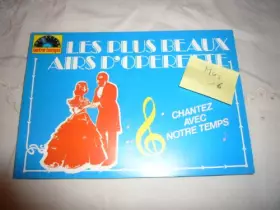 LES PLUS BEAUX
AIRS D'OPERETTE
CHANTEZ
AVEC
NOTRE TEMPS